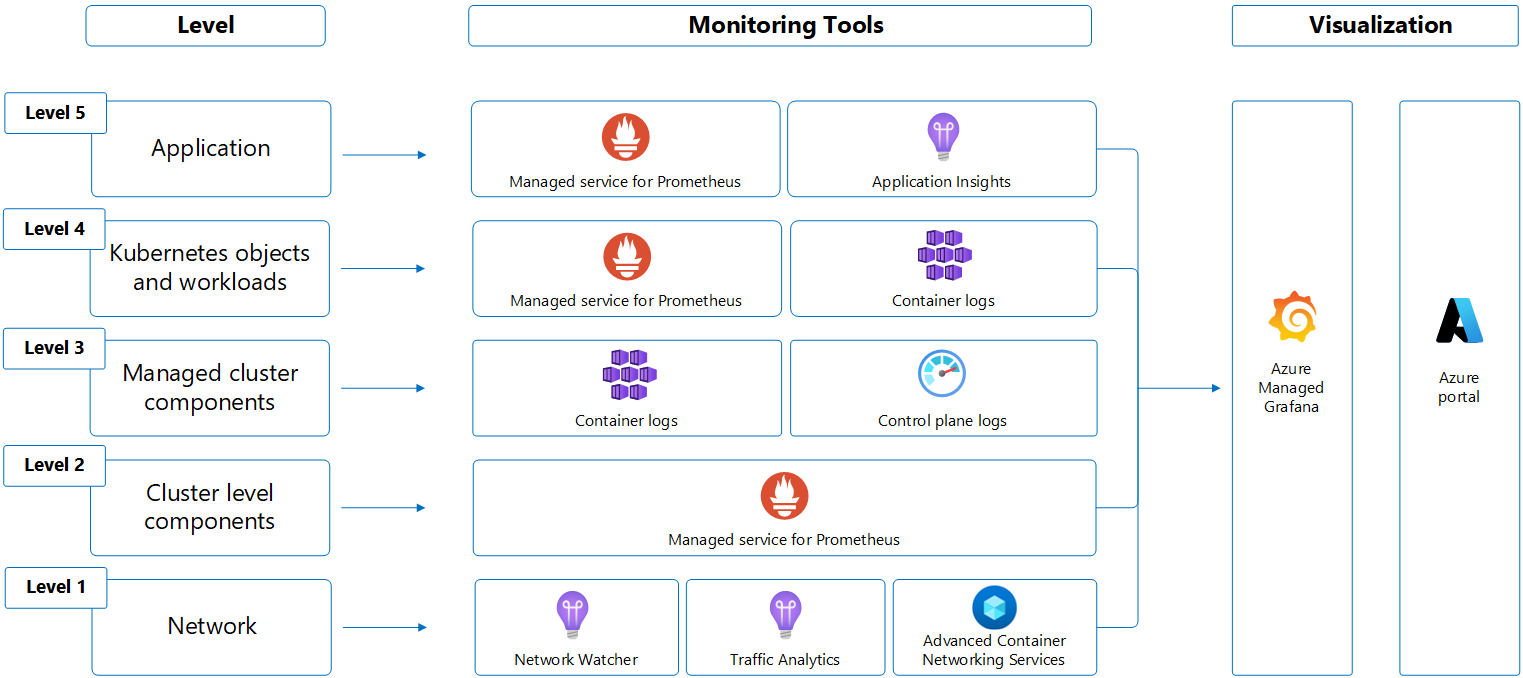 Level
Monitoring Tools
Visualization
Level 5
Application
Managed service for Prometheus
Application Insights
Level 4
Kubernetes objects
and workloads
Managed service for Prometheus
Container logs
Level 3
Managed cluster
components
Container logs
Control plane logs
Level 2
Cluster level
components
Managed service for Prometheus
Level 1
Network
Network Watcher
Traffic Analytics
Advanced Container
Networking Services
Azure
Managed
Grafana
Azure
portal